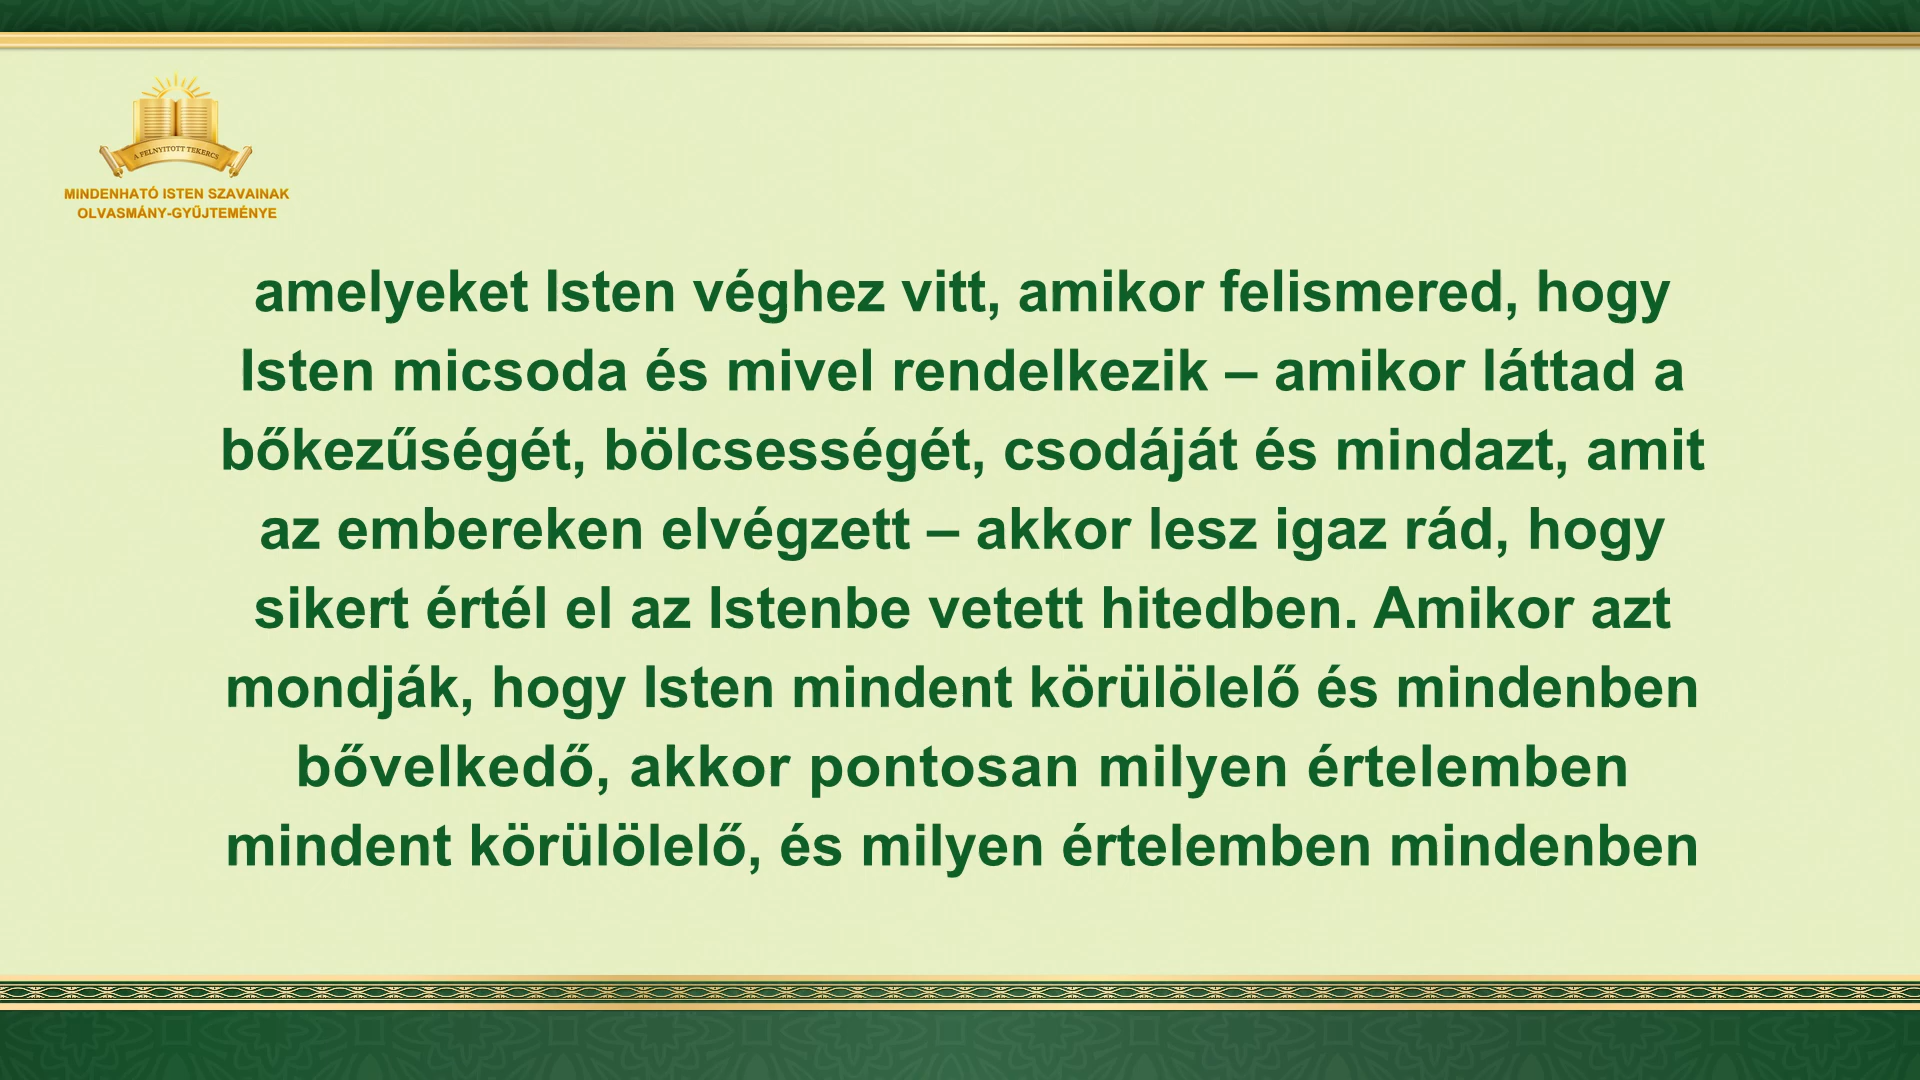 A FELNYITOTT TEKERCS
MINDENHATÓ ISTEN SZAVAINAK
OLVASMÁNY-GYŰJTEMÉNYE
amelyeket Isten véghez vitt, amikor felismered, hogy
Isten micsoda és mivel rendelkezik – amikor láttad a
bőkezűségét, bölcsességét, csodáját és mindazt, amit
az embereken elvégzett – akkor lesz igaz rád, hogy
sikert értél el az Istenbe vetett hitedben. Amikor azt
mondják, hogy Isten mindent körülölelő és mindenben
bővelkedő, akkor pontosan milyen értelemben
mindent körülölelő, és milyen értelemben mindenben